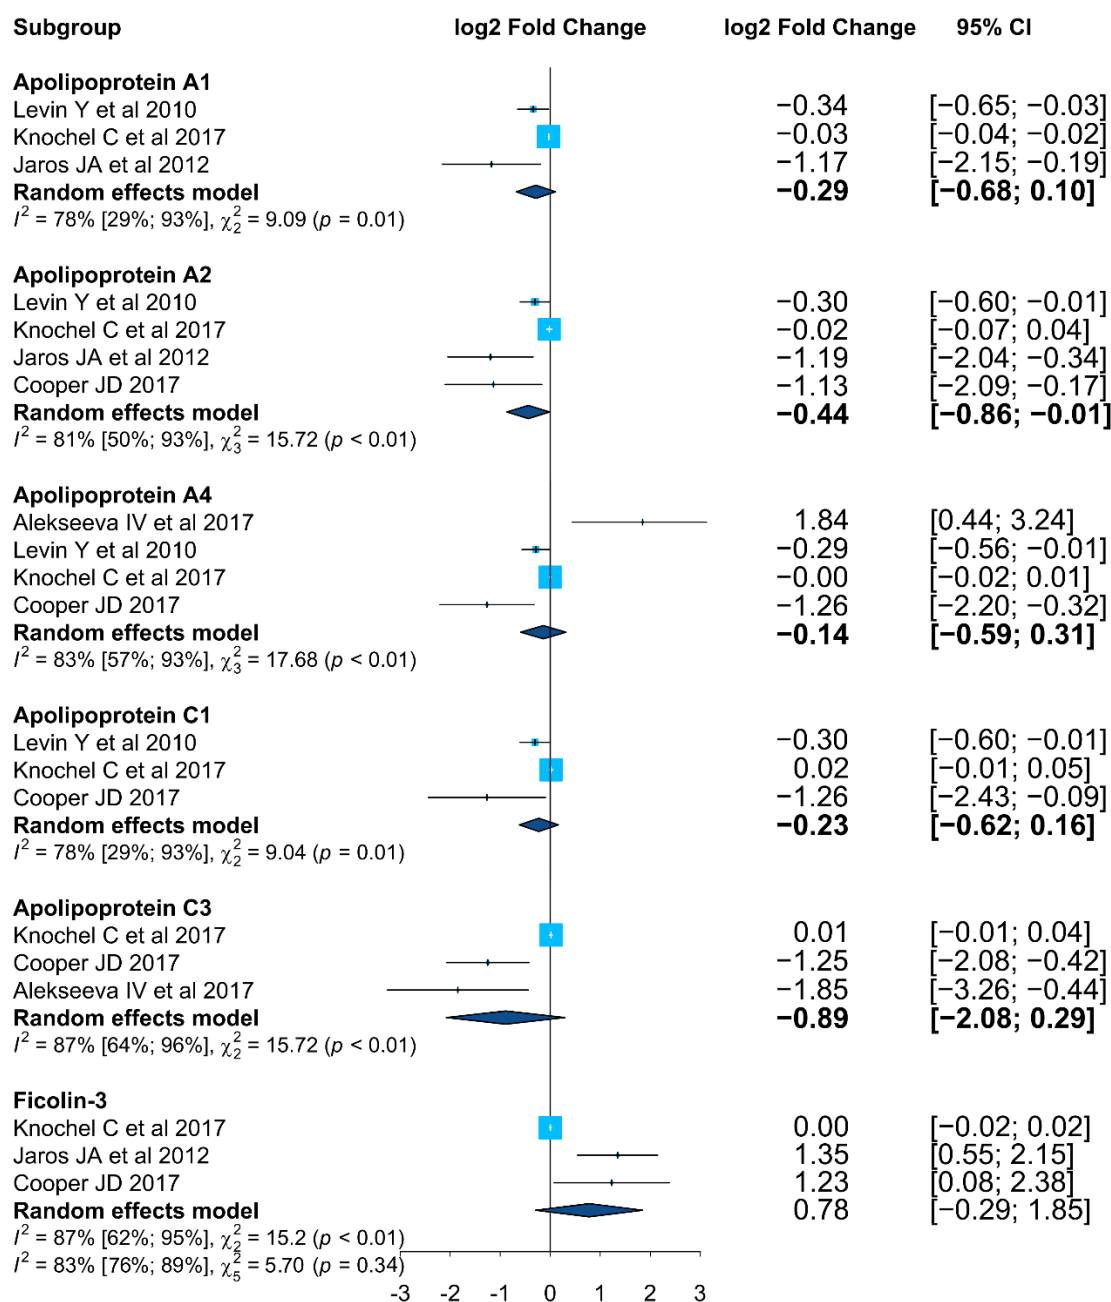 Subgroup log2 Fold Change log2 Fold Change 95% CI
Apolipoprotein A1
Levin Y et al 2010 −0.34 [−0.65; −0.03]
Knochel C et al 2017 −0.03 [−0.04; −0.02]
Jaros JA et al 2012 −1.17 [−2.15; −0.19]
Random effects model −0.29 [−0.68; 0.10]
I² = 78% [29%; 93%], χ²₂ = 9.09 (p = 0.01)
Apolipoprotein A2
Levin Y et al 2010 −0.30 [−0.60; −0.01]
Knochel C et al 2017 −0.02 [−0.07; 0.04]
Jaros JA et al 2012 −1.19 [−2.04; −0.34]
Cooper JD 2017 −1.13 [−2.09; −0.17]
Random effects model −0.44 [−0.86; −0.01]
I² = 81% [50%; 93%], χ²₃ = 15.72 (p < 0.01)
Apolipoprotein A4
Alekseeva IV et al 2017 1.84 [0.44; 3.24]
Levin Y et al 2010 −0.29 [−0.56; −0.01]
Knochel C et al 2017 −0.00 [−0.02; 0.01]
Cooper JD 2017 −1.26 [−2.20; −0.32]
Random effects model −0.14 [−0.59; 0.31]
I² = 83% [57%; 93%], χ²₃ = 17.68 (p < 0.01)
Apolipoprotein C1
Levin Y et al 2010 −0.30 [−0.60; −0.01]
Knochel C et al 2017 0.02 [−0.01; 0.05]
Cooper JD 2017 −1.26 [−2.43; −0.09]
Random effects model −0.23 [−0.62; 0.16]
I² = 78% [29%; 93%], χ²₂ = 9.04 (p = 0.01)
Apolipoprotein C3
Knochel C et al 2017 0.01 [−0.01; 0.04]
Cooper JD 2017 −1.25 [−2.08; −0.42]
Alekseeva IV et al 2017 −1.85 [−3.26; −0.44]
Random effects model −0.89 [−2.08; 0.29]
I² = 87% [64%; 96%], χ²₂ = 15.72 (p < 0.01)
Ficolin-3
Knochel C et al 2017 0.00 [−0.02; 0.02]
Jaros JA et al 2012 1.35 [0.55; 2.15]
Cooper JD 2017 1.23 [0.08; 2.38]
Random effects model 0.78 [−0.29; 1.85]
I² = 87% [62%; 95%], χ²₂ = 15.2 (p < 0.01)
I² = 83% [76%; 89%], χ²₅ = 5.70 (p = 0.34)
-3 -2 -1 0 1 2 3